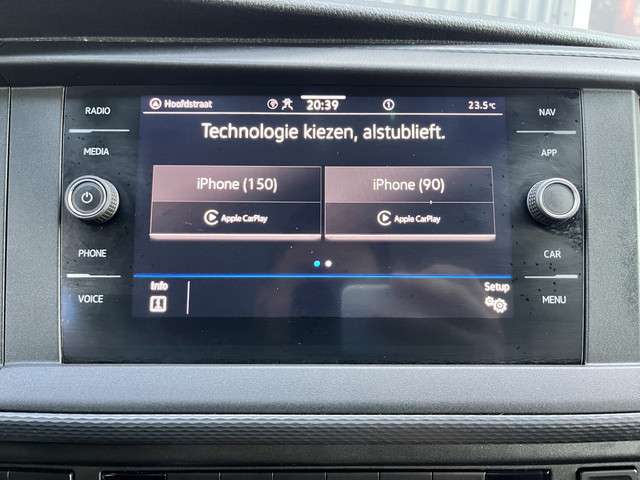 RADIO
MEDIA
PHONE
VOICE
Hoofdstraat
20:39
1
23.5°C
Technologie kiezen, alstublieft.
iPhone (150)
Apple CarPlay
iPhone (90)
Apple CarPlay
Info
Setup
NAV
APP
CAR
MENU